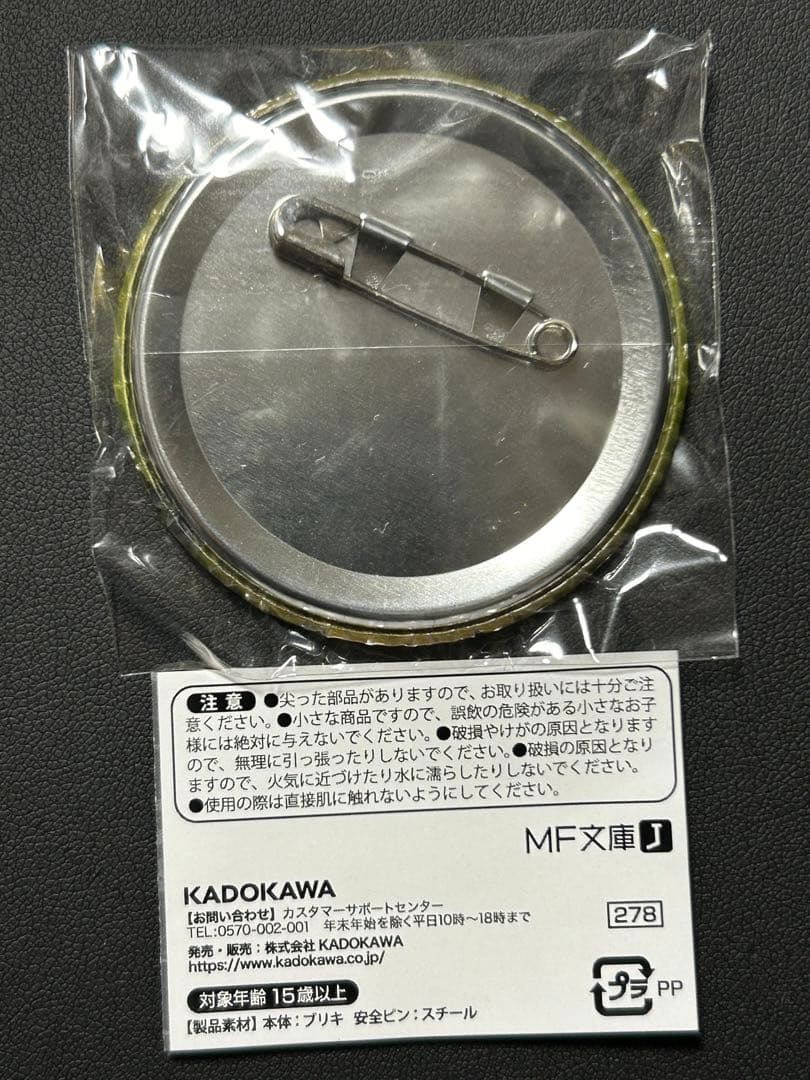 注意 ●尖った部品がありますので、お取り扱いには十分ご注
意ください。●小さな商品ですので、誤飲の危険がある小さなお子
様には絶対に与えないでください。●破損やけがの原因となります
ので、無理に引っ張ったりしないでください。●破損の原因となり
ますので、火気に近づけたり水に濡らしたりしないでください。
●使用の際は直接肌に触れないようにしてください。
MF文庫J
KADOKAWA
【お問い合わせ】カスタマーサポートセンター
TEL:0570-002-001 年末年始を除く平日10時~18時まで
発売・販売:株式会社 KADOKAWA
https://www.kadokawa.co.jp/
278
対象年齢 15歳以上
プラ PP
【製品素材】本体:ブリキ 安全ピン:スチール